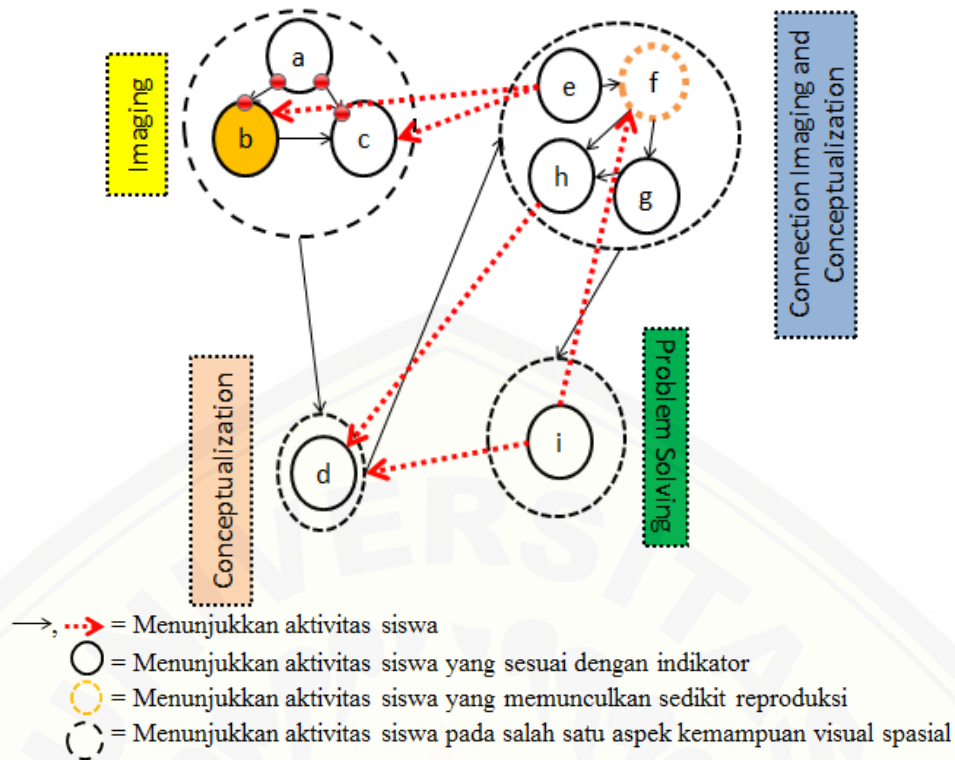 Imaging
a
b
c
e
f
h
g
Connection Imaging and
Conceptualization
Conceptualization
d
i
Problem Solving
UNIVERSITAS
→, ⇢ = Menunjukkan aktivitas siswa
= Menunjukkan aktivitas siswa yang sesuai dengan indikator
= Menunjukkan aktivitas siswa yang memunculkan sedikit reproduksi
= Menunjukkan aktivitas siswa pada salah satu aspek kemampuan visual spasial